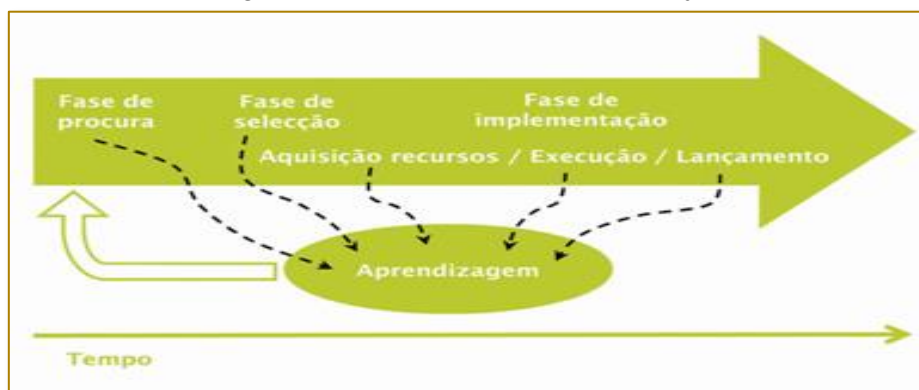 Fase de
procura
Fase de
selecção
Fase de
implementação
Aquisição recursos / Execução / Lançamento
Aprendizagem
Tempo